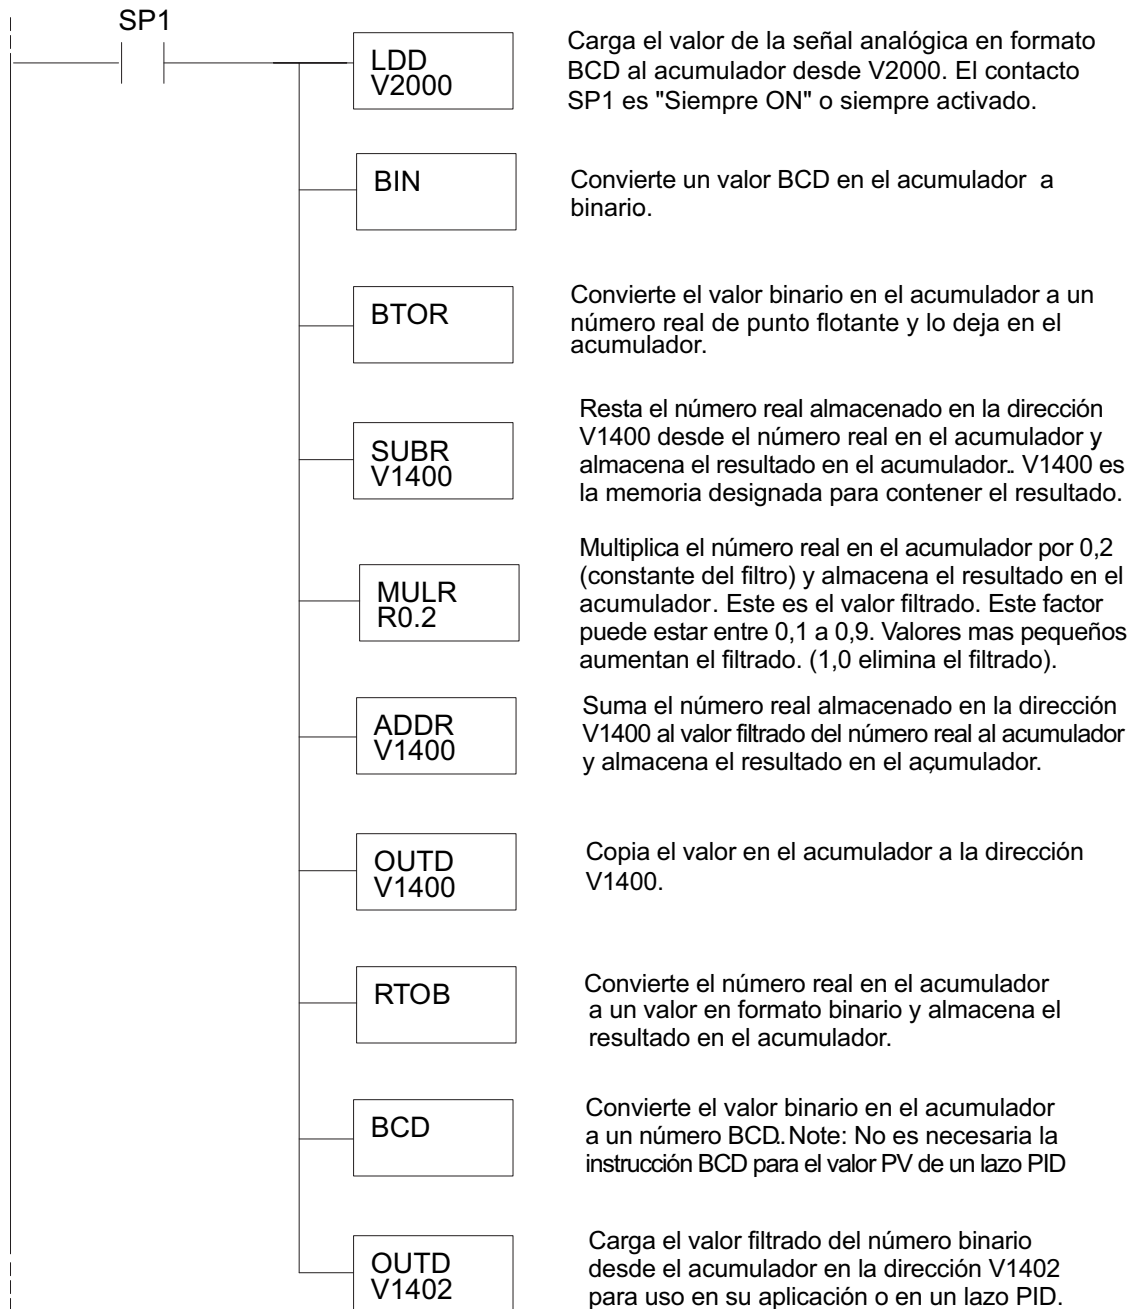 SP1
LDD
V2000
Carga el valor de la señal analógica en formato
BCD al acumulador desde V2000. El contacto
SP1 es "Siempre ON" o siempre activado.
BIN
Convierte un valor BCD en el acumulador a
binario.
BTOR
Convierte el valor binario en el acumulador a un
número real de punto flotante y lo deja en el
acumulador.
SUBR
V1400
Resta el número real almacenado en la dirección
V1400 desde el número real en el acumulador y
almacena el resultado en el acumulador.. V1400 es
la memoria designada para contener el resultado.
MULR
R0.2
Multiplica el número real en el acumulador por 0,2
(constante del filtro) y almacena el resultado en el
acumulador. Este es el valor filtrado. Este factor
puede estar entre 0,1 a 0,9. Valores mas pequeños
aumentan el filtrado. (1,0 elimina el filtrado).
ADDR
V1400
Suma el número real almacenado en la dirección
V1400 al valor filtrado del número real al acumulador
y almacena el resultado en el acumulador.
OUTD
V1400
Copia el valor en el acumulador a la dirección
V1400.
RTOB
Convierte el número real en el acumulador
a un valor en formato binario y almacena el
resultado en el acumulador.
BCD
Convierte el valor binario en el acumulador
a un número BCD.. Note: No es necesaria la
instrucción BCD para el valor PV de un lazo PID
OUTD
V1402
Carga el valor filtrado del número binario
desde el acumulador en la dirección V1402
para uso en su aplicación o en un lazo PID.